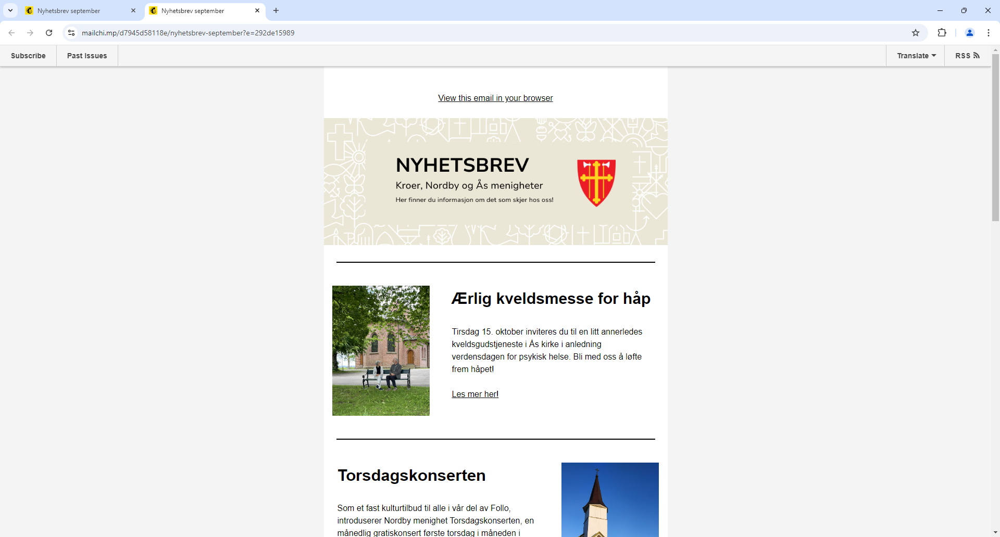 Nyhetsbrev september
Nyhetsbrev september
mailchi.mp/d7945d58118e/nyhetsbrev-september?e=292de15989
Subscribe
Past Issues
Translate
RSS
View this email in your browser
NYHETSBREV
Kroer, Nordby og Ås menigheter
Her finner du informasjon om det som skjer hos oss!
Ærlig kveldsmesse for håp
Tirsdag 15. oktober inviteres du til en litt annerledes
kveldsgudstjeneste i Ås kirke i anledning
verdensdagen for psykisk helse. Bli med oss å løfte
frem håpet!
Les mer her!
Torsdagskonserten
Som et fast kulturtilbud til alle i vår del av Follo,
introduserer Nordby menighet Torsdagskonserten, en
månedlig gratiskonsert første torsdag i måneden i